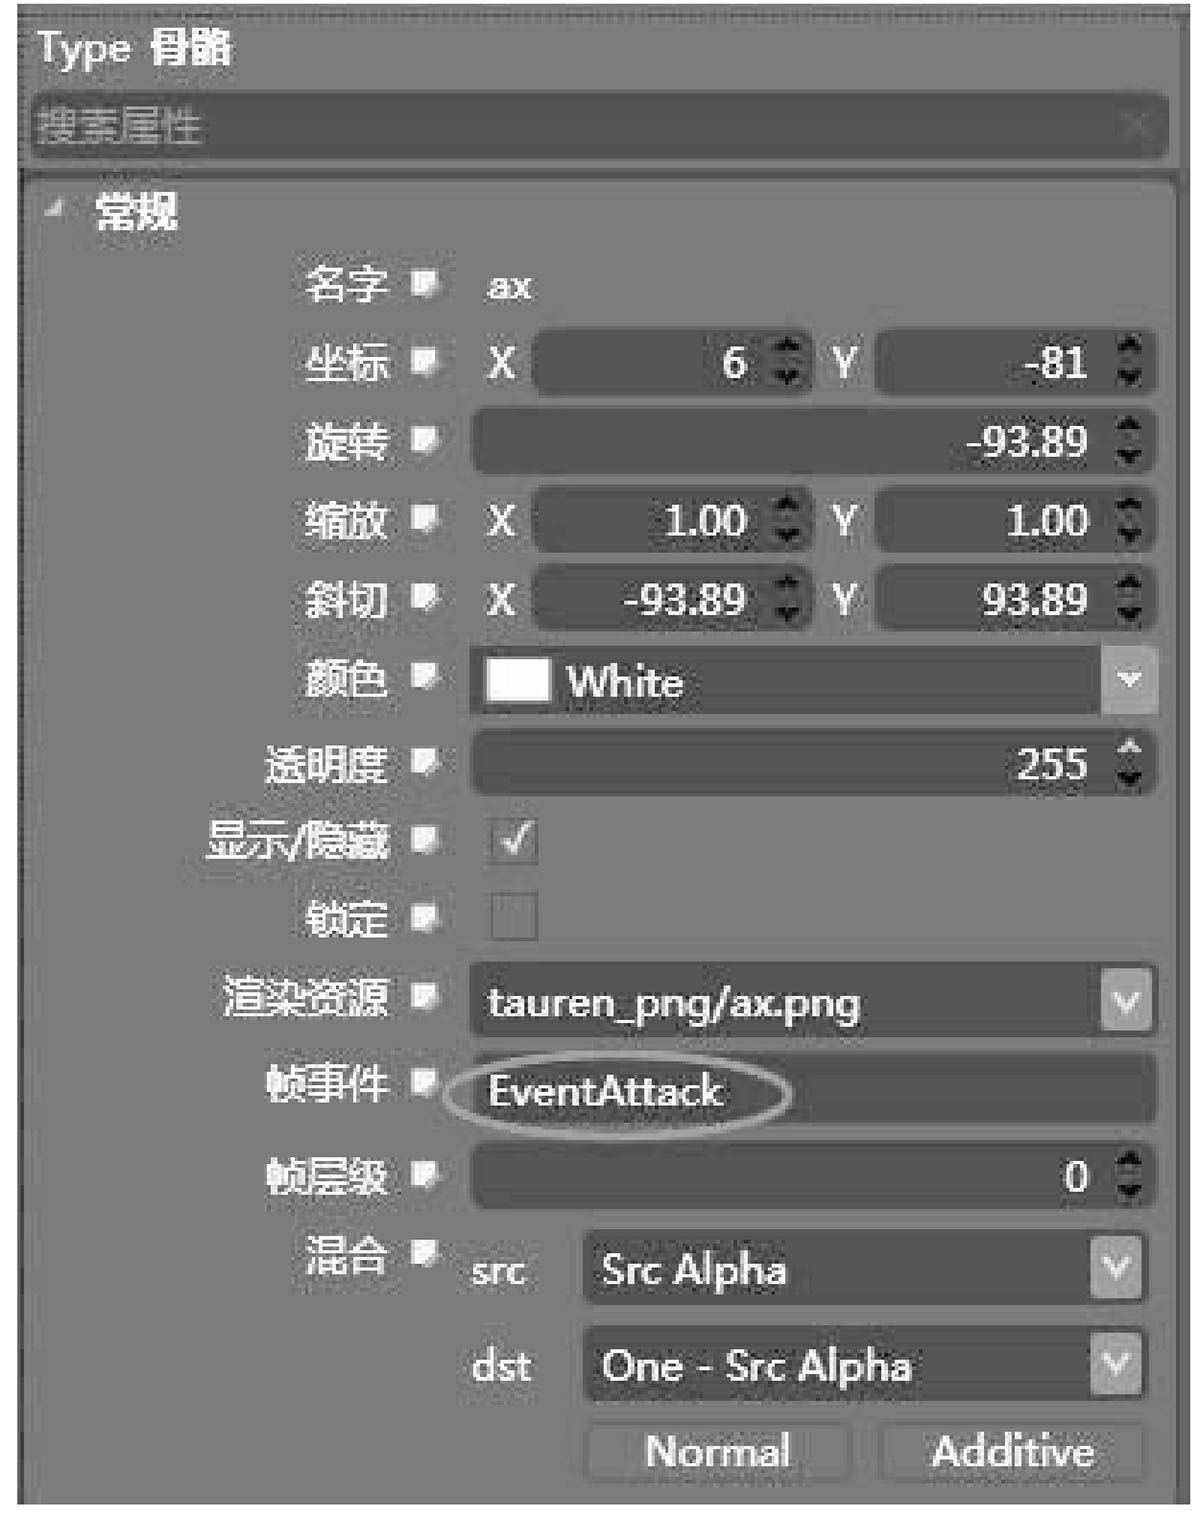 Type 骨骼
搜索属性
常规
名字 ax
坐标 X 6 Y -81
旋转 -93.89
缩放 X 1.00 Y 1.00
斜切 X -93.89 Y 93.89
颜色 White
透明度 255
显示/隐藏
锁定
渲染资源 tauren_png/ax.png
帧事件 EventAttack
帧层级 0
混合 src Src Alpha
dst One - Src Alpha
Normal Additive